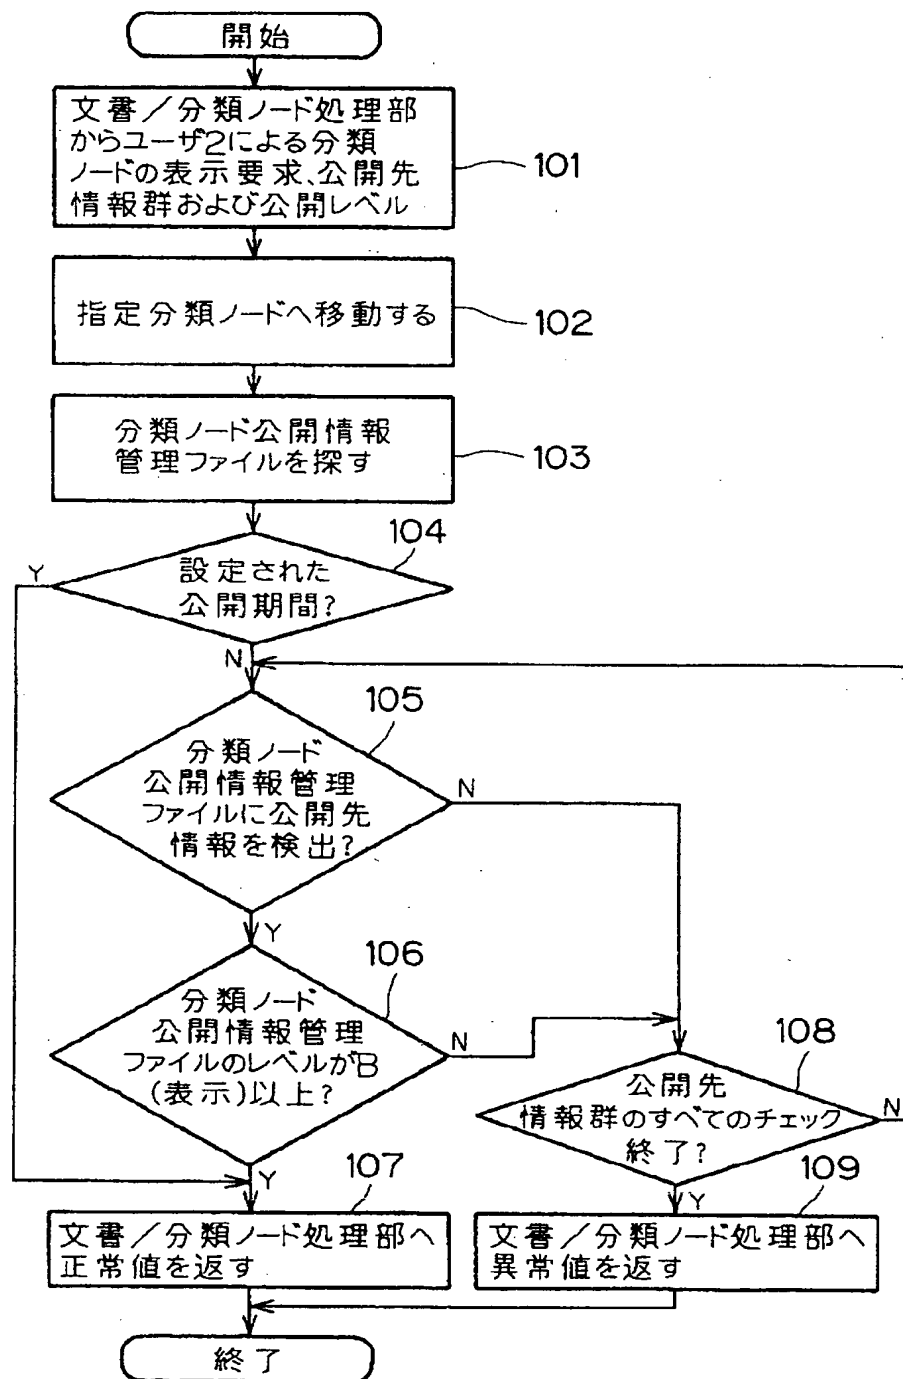 開始
文書／分類ノード処理部
からユーザ2による分類
ノードの表示要求、公開先
情報群および公開レベル
101
指定分類ノードへ移動する
102
分類ノード公開情報
管理ファイルを探す
103
104
設定された
公開期間?
Y
N
105
分類ノード
公開情報管理
ファイルに公開先
情報を検出?
N
Y
106
分類ノード
公開情報管理
ファイルのレベルがB
(表示)以上?
N
Y
108
公開先
情報群のすべてのチェック
終了?
N
Y
107
文書／分類ノード処理部へ
正常値を返す
109
文書／分類ノード処理部へ
異常値を返す
終了